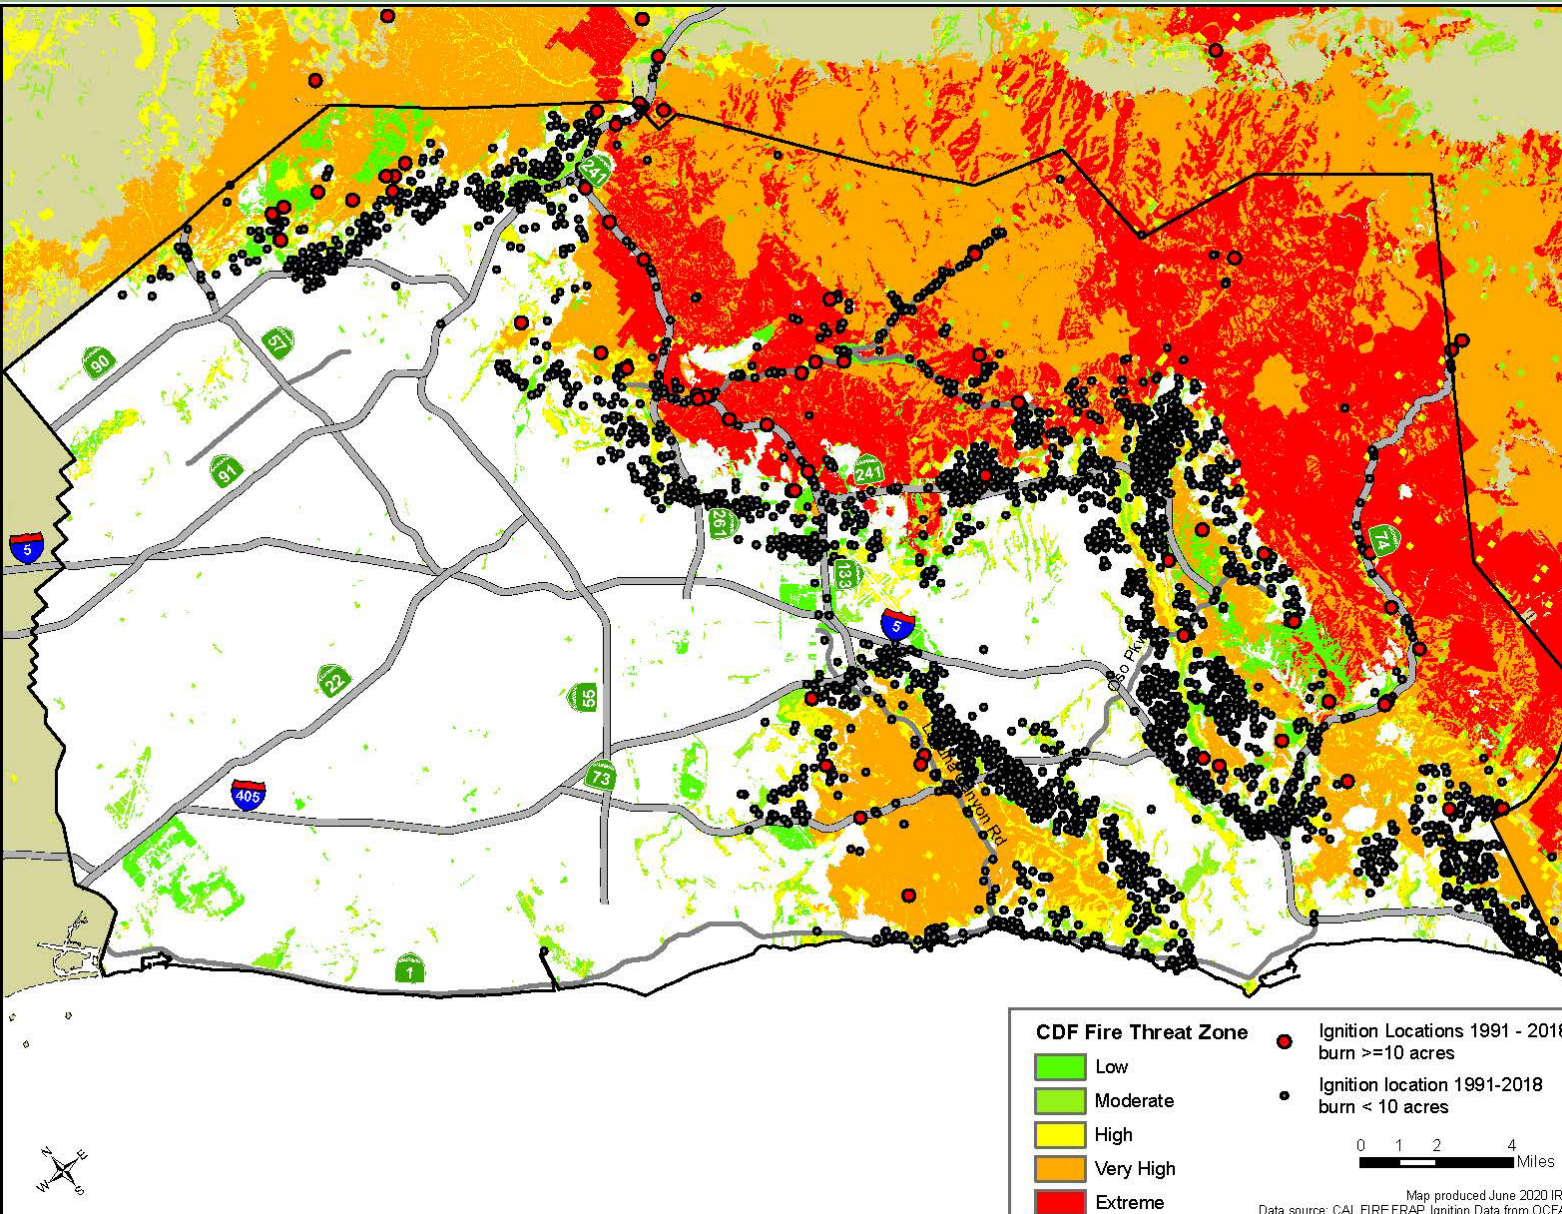 241
90
57
91
5
241
261
133
74
5
Oso Pkwy
22
55
73
405
Laguna Canyon Rd
1
CDF Fire Threat Zone
Low
Moderate
High
Very High
Extreme
Ignition Locations 1991 - 2018
burn >=10 acres
Ignition location 1991-2018
burn < 10 acres
0 1 2 4
Miles
N
E
W
S
Map produced June 2020 IR
Data source: CAL FIRE FRAP, Ignition Data from OCFA